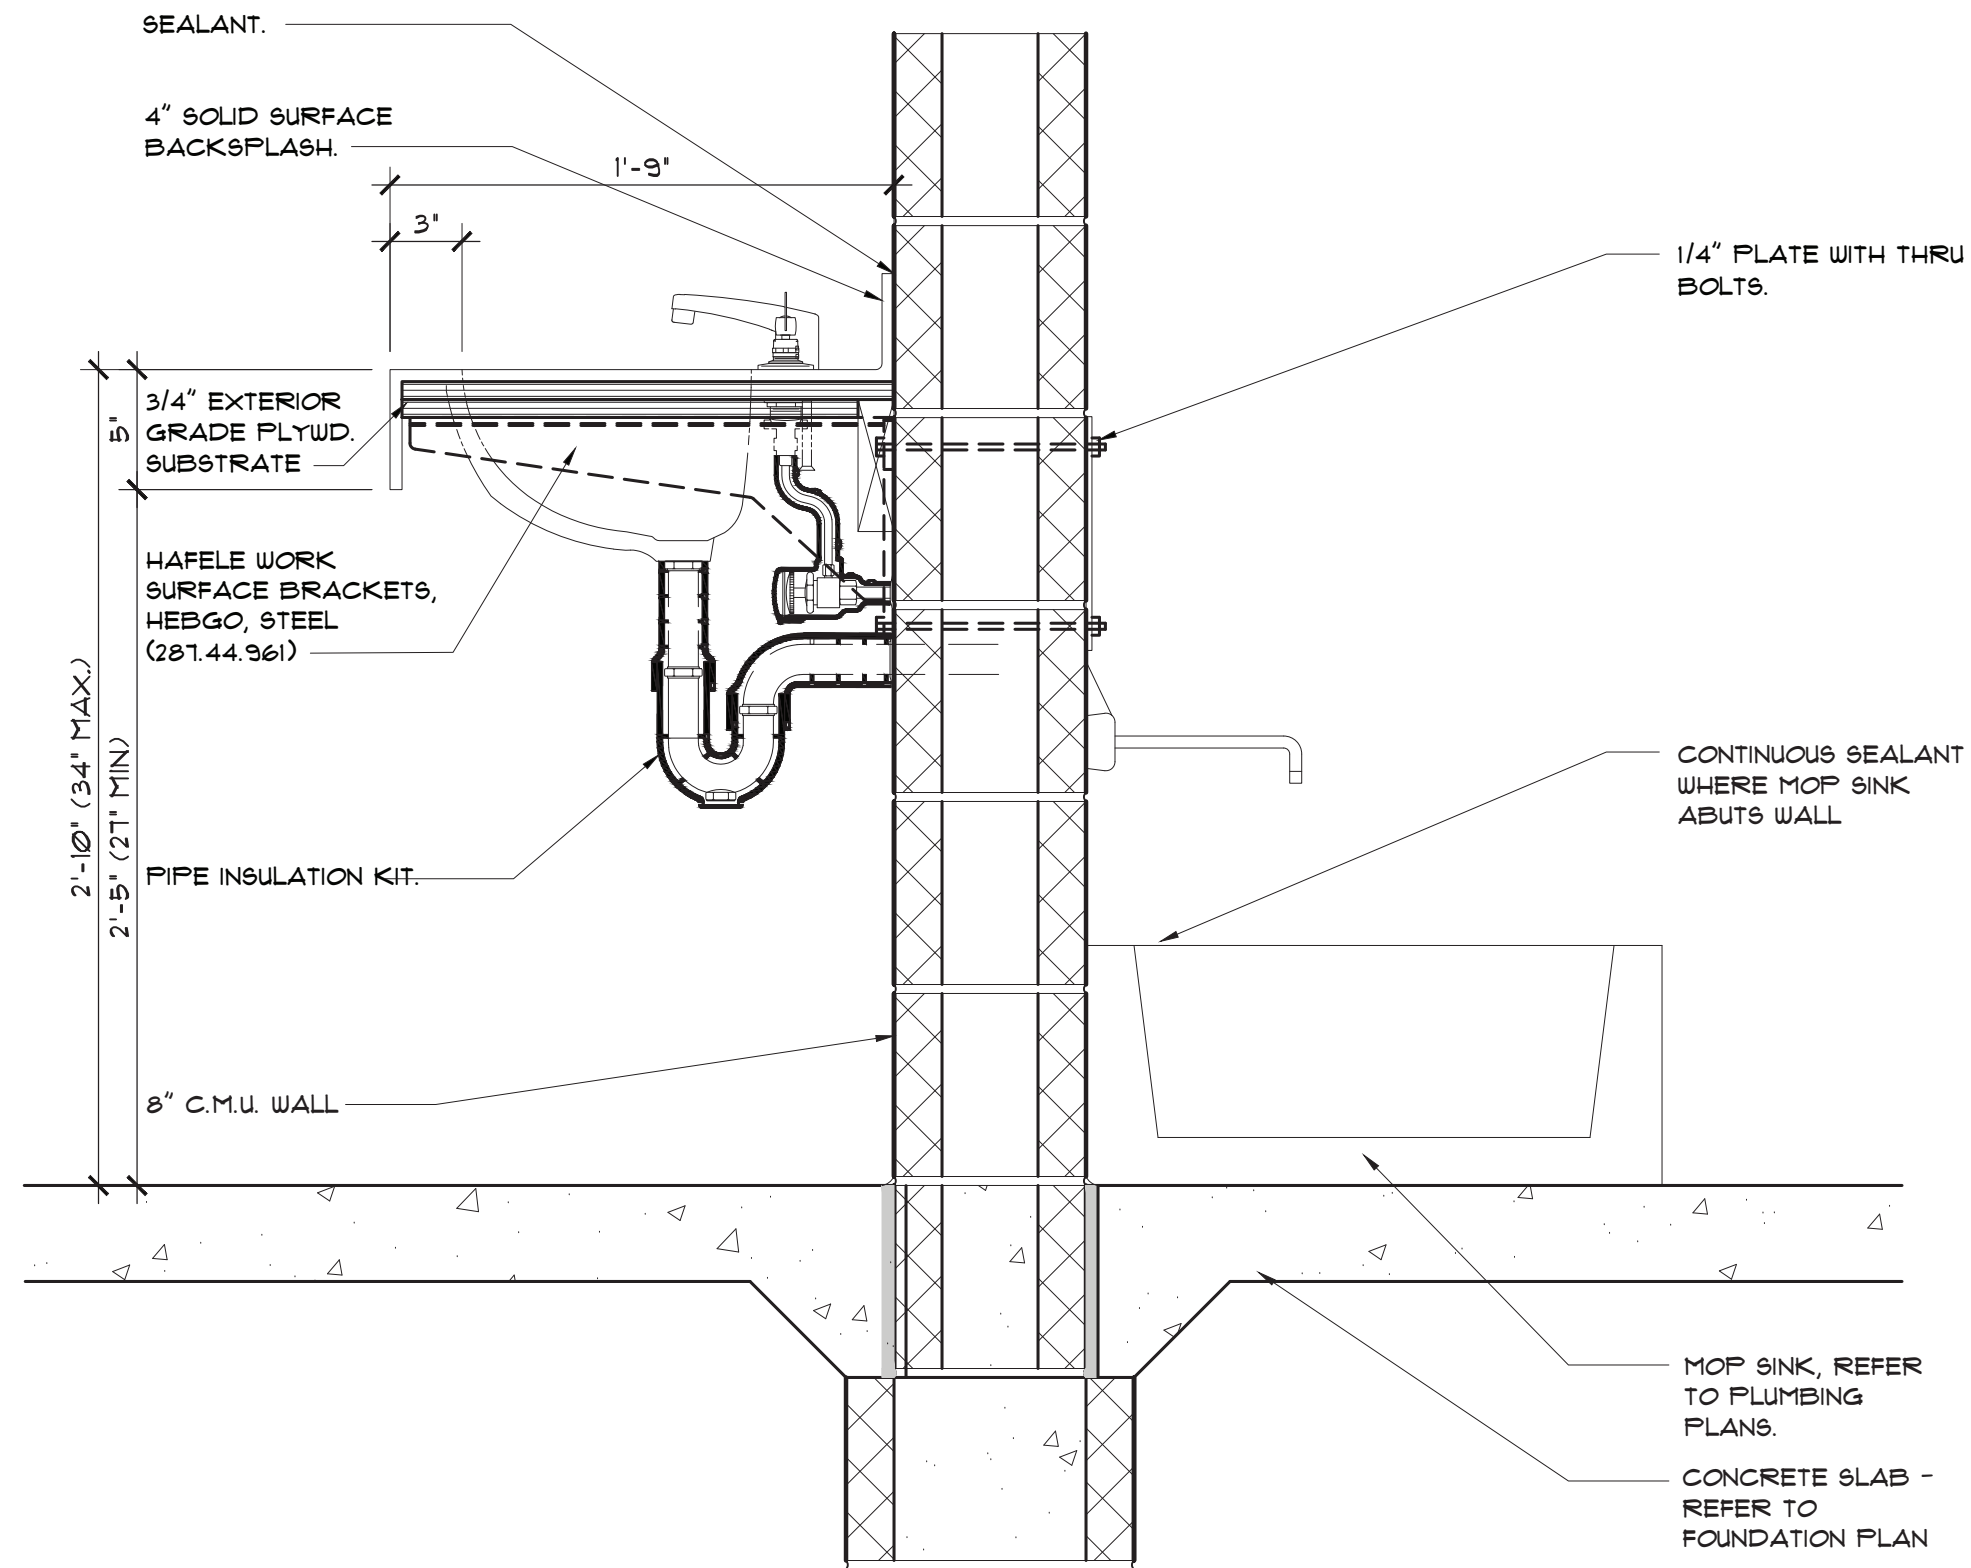 SEALANT.
4" SOLID SURFACE
BACKSPLASH.
1'-9"
3"
1/4" PLATE WITH THRU
BOLTS.
3/4" EXTERIOR
GRADE PLYWD.
SUBSTRATE
5"
HAFELE WORK
SURFACE BRACKETS,
HEBGO, STEEL
(287.44.961)
2'-10" (34" MAX.)
2'-5" (27" MIN)
CONTINUOUS SEALANT
WHERE MOP SINK
ABUTS WALL
PIPE INSULATION KIT.
8" C.M.U. WALL
MOP SINK, REFER
TO PLUMBING
PLANS.
CONCRETE SLAB -
REFER TO
FOUNDATION PLAN